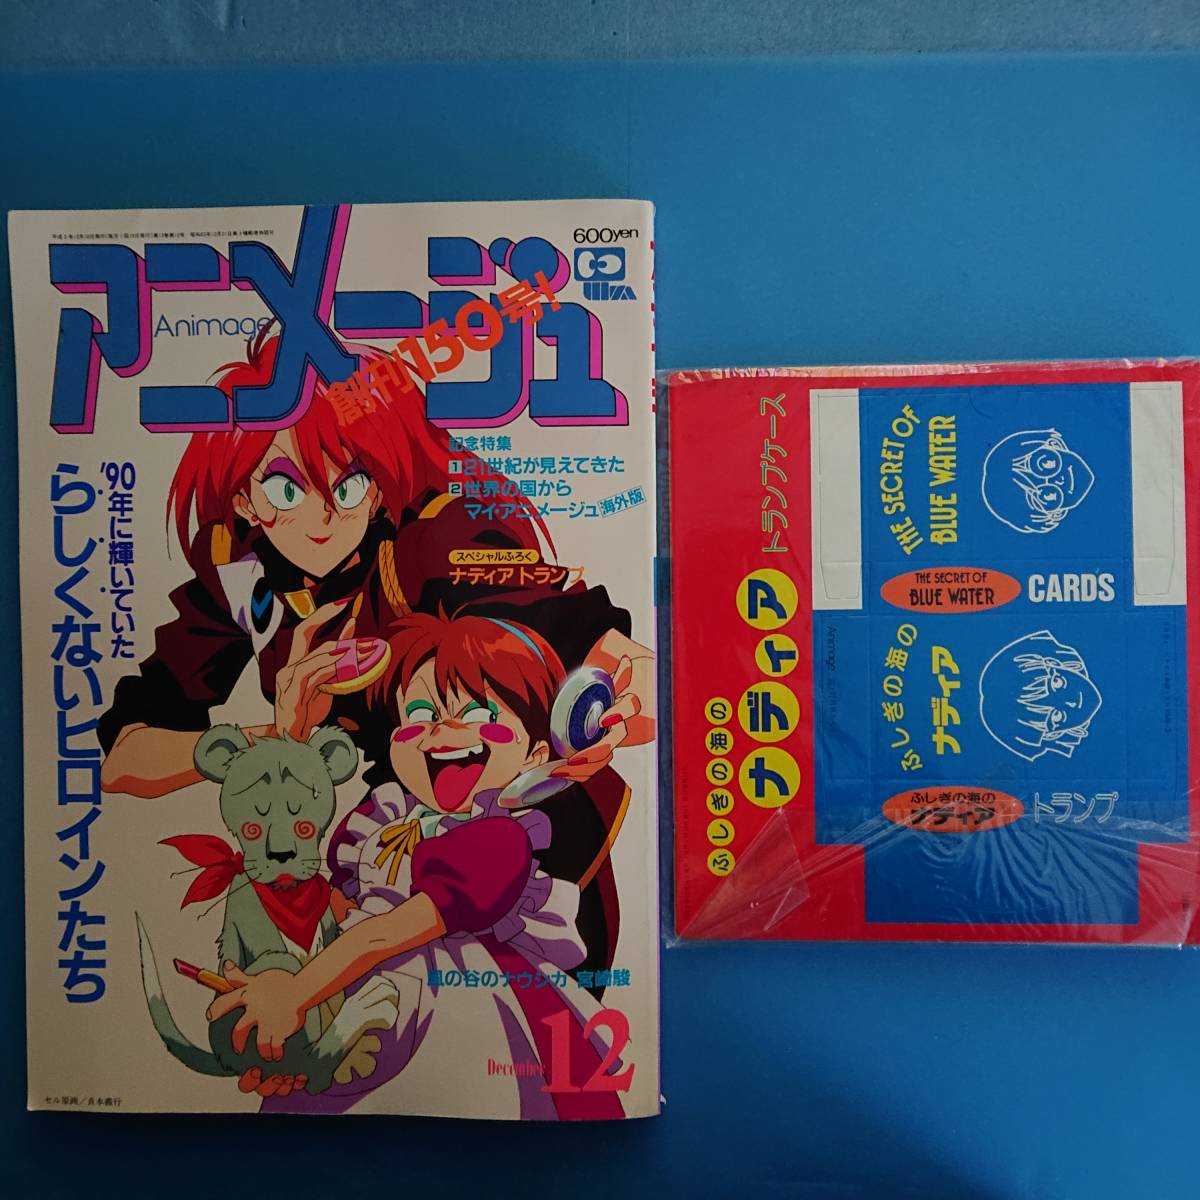 600yen
アニメージュ
Animage
創刊150号!
記念特集
1 21世紀が見えてきた
2 世界の国から
マイ・アニメージュ 海外版
スペシャルふろく
ナディアトランプ
'90年に輝いていた
らしくないヒロインたち
風の谷のナウシカ 宮崎駿
December 12
セル原画/貞本義行
ふしぎの海の
ナディア
トランプケース
THE SECRET OF
BLUE WATER
THE SECRET OF
BLUE WATER
CARDS
ふしぎの海の
ナディア
Animage
ふしぎの海の
ナディア
トランプ